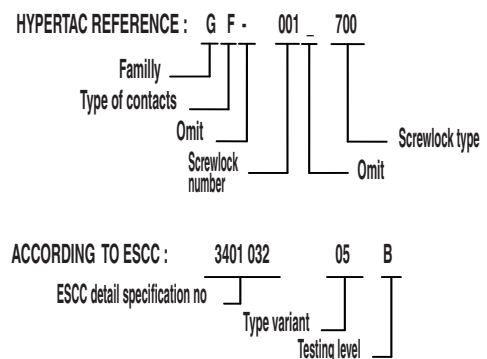 HYPERTAC REFERENCE : G F - 001 _ 700
Familly
Type of contacts
Omit
Screwlock type
Screwlock
number
Omit
ACCORDING TO ESCC : 3401 032 05 B
ESCC detail specification no
Type variant
Testing level